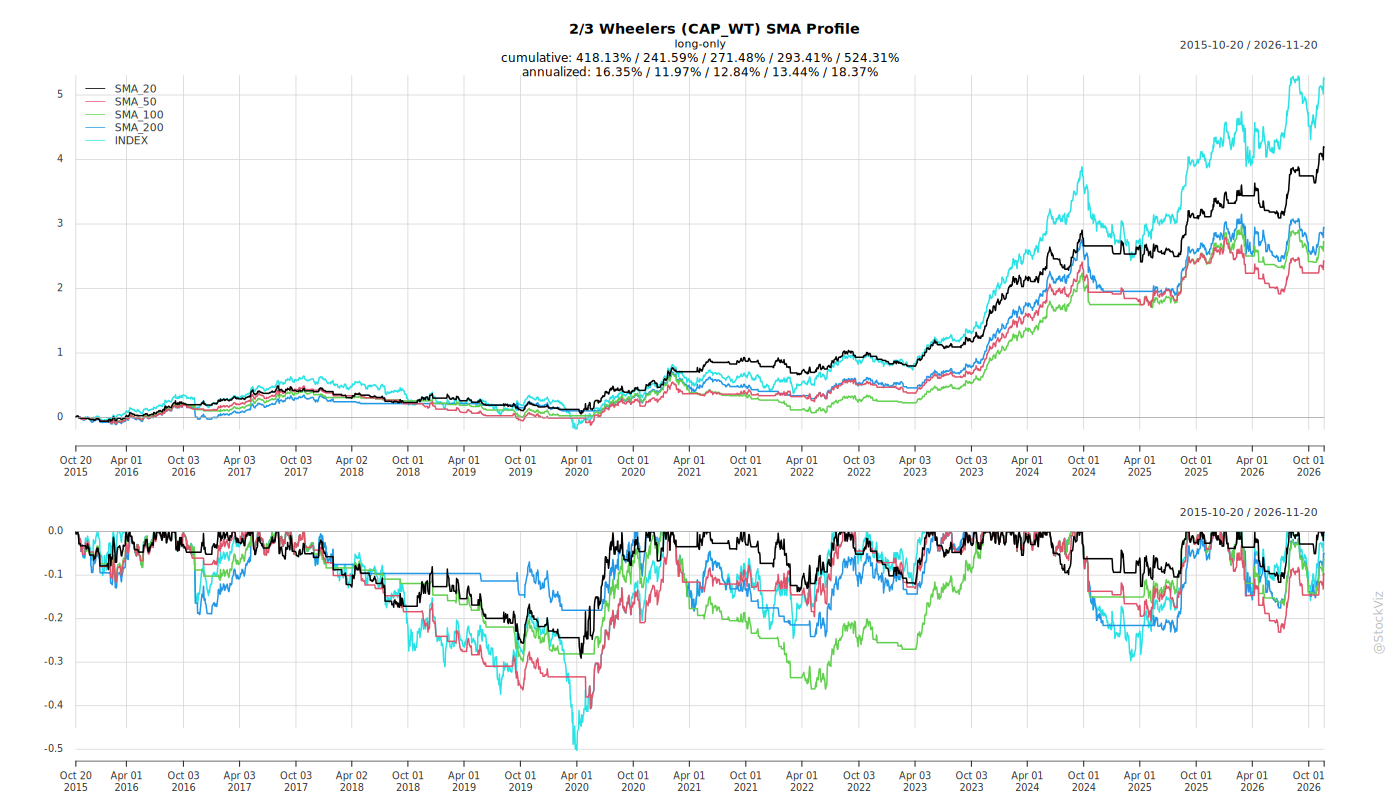 2/3 Wheelers (CAP_WT) SMA Profile
long-only
2015-10-20 / 2026-11-20
cumulative: 418.13% / 241.59% / 271.48% / 293.41% / 524.31%
annualized: 16.35% / 11.97% / 12.84% / 13.44% / 18.37%
SMA_20
SMA_50
SMA_100
SMA_200
INDEX
5
4
3
2
1
0
Oct 20 Apr 01 Oct 03 Apr 03 Oct 03 Apr 02 Oct 01 Apr 01 Oct 01 Apr 01 Oct 01 Apr 01 Oct 01 Apr 01 Oct 03 Apr 03 Oct 03 Apr 01 Oct 01 Apr 01 Oct 01 Apr 01 Oct 01
2015 2016 2016 2017 2017 2018 2018 2019 2019 2020 2020 2021 2021 2022 2022 2023 2023 2024 2024 2025 2025 2026 2026
2015-10-20 / 2026-11-20
0.0
-0.1
-0.2
-0.3
-0.4
-0.5
Oct 20 Apr 01 Oct 03 Apr 03 Oct 03 Apr 02 Oct 01 Apr 01 Oct 01 Apr 01 Oct 01 Apr 01 Oct 01 Apr 01 Oct 03 Apr 03 Oct 03 Apr 01 Oct 01 Apr 01 Oct 01 Apr 01 Oct 01
2015 2016 2016 2017 2017 2018 2018 2019 2019 2020 2020 2021 2021 2022 2022 2023 2023 2024 2024 2025 2025 2026 2026
@StockViz